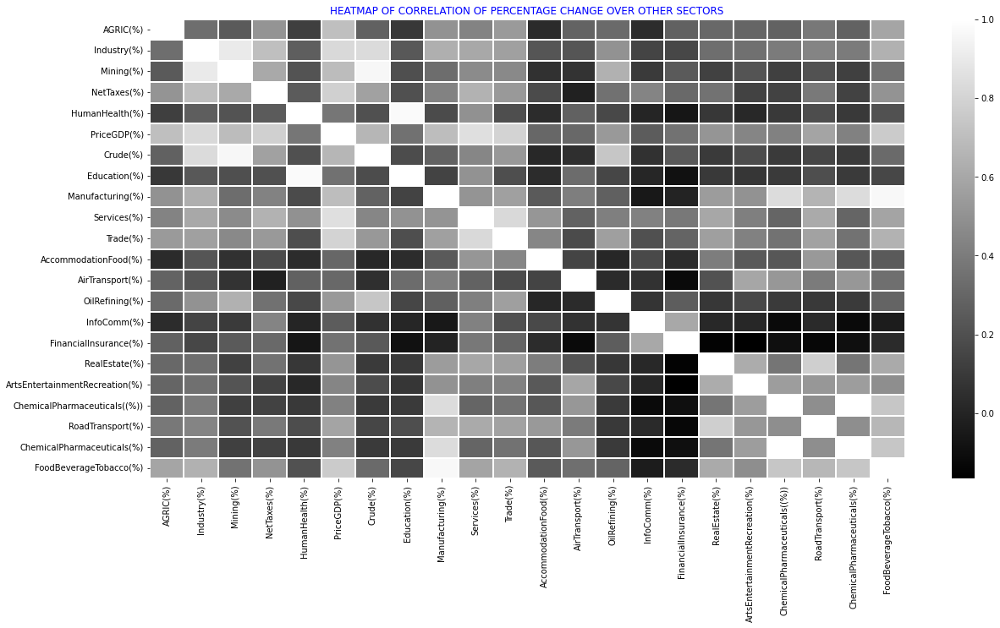 HEATMAP OF CORRELATION OF PERCENTAGE CHANGE OVER OTHER SECTORS
AGRIC(%)
Industry(%)
Mining(%)
NetTaxes(%)
HumanHealth(%)
PriceGDP(%)
Crude(%)
Education(%)
Manufacturing(%)
Services(%)
Trade(%)
AccommodationFood(%)
AirTransport(%)
OilRefining(%)
InfoComm(%)
FinancialInsurance(%)
RealEstate(%)
ArtsEntertainmentRecreation(%)
ChemicalPharmaceuticals((%))
RoadTransport(%)
ChemicalPharmaceuticals(%)
FoodBeverageTobacco(%)
AGRIC(%)
Industry(%)
Mining(%)
NetTaxes(%)
HumanHealth(%)
PriceGDP(%)
Crude(%)
Education(%)
Manufacturing(%)
Services(%)
Trade(%)
AccommodationFood(%)
AirTransport(%)
OilRefining(%)
InfoComm(%)
FinancialInsurance(%)
RealEstate(%)
ArtsEntertainmentRecreation(%)
ChemicalPharmaceuticals((%))
RoadTransport(%)
ChemicalPharmaceuticals(%)
FoodBeverageTobacco(%)
1.0
0.8
0.6
0.4
0.2
0.0